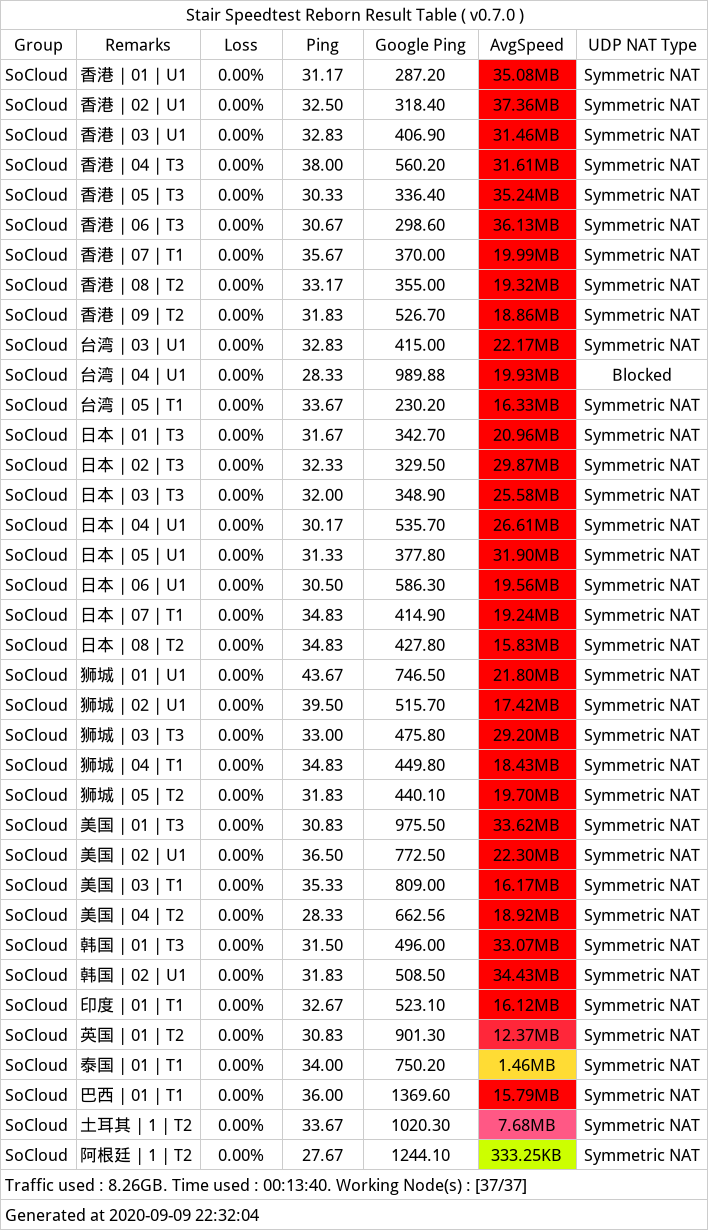 Stair Speedtest Reborn Result Table ( v0.7.0 )
Group Remarks Loss Ping Google Ping AvgSpeed UDP NAT Type
SoCloud 香港 | 01 | U1 0.00% 31.17 287.20 35.08MB Symmetric NAT
SoCloud 香港 | 02 | U1 0.00% 32.50 318.40 37.36MB Symmetric NAT
SoCloud 香港 | 03 | U1 0.00% 32.83 406.90 31.46MB Symmetric NAT
SoCloud 香港 | 04 | T3 0.00% 38.00 560.20 31.61MB Symmetric NAT
SoCloud 香港 | 05 | T3 0.00% 30.33 336.40 35.24MB Symmetric NAT
SoCloud 香港 | 06 | T3 0.00% 30.67 298.60 36.13MB Symmetric NAT
SoCloud 香港 | 07 | T1 0.00% 35.67 370.00 19.99MB Symmetric NAT
SoCloud 香港 | 08 | T2 0.00% 33.17 355.00 19.32MB Symmetric NAT
SoCloud 香港 | 09 | T2 0.00% 31.83 526.70 18.86MB Symmetric NAT
SoCloud 台湾 | 03 | U1 0.00% 32.83 415.00 22.17MB Symmetric NAT
SoCloud 台湾 | 04 | U1 0.00% 28.33 989.88 19.93MB Blocked
SoCloud 台湾 | 05 | T1 0.00% 33.67 230.20 16.33MB Symmetric NAT
SoCloud 日本 | 01 | T3 0.00% 31.67 342.70 20.96MB Symmetric NAT
SoCloud 日本 | 02 | T3 0.00% 32.33 329.50 29.87MB Symmetric NAT
SoCloud 日本 | 03 | T3 0.00% 32.00 348.90 25.58MB Symmetric NAT
SoCloud 日本 | 04 | U1 0.00% 30.17 535.70 26.61MB Symmetric NAT
SoCloud 日本 | 05 | U1 0.00% 31.33 377.80 31.90MB Symmetric NAT
SoCloud 日本 | 06 | U1 0.00% 30.50 586.30 19.56MB Symmetric NAT
SoCloud 日本 | 07 | T1 0.00% 34.83 414.90 19.24MB Symmetric NAT
SoCloud 日本 | 08 | T2 0.00% 34.83 427.80 15.83MB Symmetric NAT
SoCloud 狮城 | 01 | U1 0.00% 43.67 746.50 21.80MB Symmetric NAT
SoCloud 狮城 | 02 | U1 0.00% 39.50 515.70 17.42MB Symmetric NAT
SoCloud 狮城 | 03 | T3 0.00% 33.00 475.80 29.20MB Symmetric NAT
SoCloud 狮城 | 04 | T1 0.00% 34.83 449.80 18.43MB Symmetric NAT
SoCloud 狮城 | 05 | T2 0.00% 31.83 440.10 19.70MB Symmetric NAT
SoCloud 美国 | 01 | T3 0.00% 30.83 975.50 33.62MB Symmetric NAT
SoCloud 美国 | 02 | U1 0.00% 36.50 772.50 22.30MB Symmetric NAT
SoCloud 美国 | 03 | T1 0.00% 35.33 809.00 16.17MB Symmetric NAT
SoCloud 美国 | 04 | T2 0.00% 28.33 662.56 18.92MB Symmetric NAT
SoCloud 韩国 | 01 | T3 0.00% 31.50 496.00 33.07MB Symmetric NAT
SoCloud 韩国 | 02 | U1 0.00% 31.83 508.50 34.43MB Symmetric NAT
SoCloud 印度 | 01 | T1 0.00% 32.67 523.10 16.12MB Symmetric NAT
SoCloud 英国 | 01 | T2 0.00% 30.83 901.30 12.37MB Symmetric NAT
SoCloud 泰国 | 01 | T1 0.00% 34.00 750.20 1.46MB Symmetric NAT
SoCloud 巴西 | 01 | T1 0.00% 36.00 1369.60 15.79MB Symmetric NAT
SoCloud 土耳其 | 1 | T2 0.00% 33.67 1020.30 7.68MB Symmetric NAT
SoCloud 阿根廷 | 1 | T2 0.00% 27.67 1244.10 333.25KB Symmetric NAT
Traffic used : 8.26GB. Time used : 00:13:40. Working Node(s) : [37/37]
Generated at 2020-09-09 22:32:04